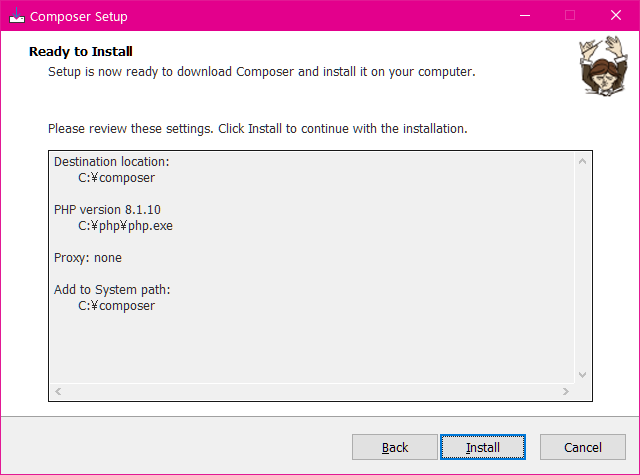 Composer Setup
Ready to Install
Setup is now ready to download Composer and install it on your computer.
Please review these settings. Click Install to continue with the installation.
Destination location:
C:¥composer
PHP version 8.1.10
C:¥php¥php.exe
Proxy: none
Add to System path:
C:¥composer
Back
Install
Cancel